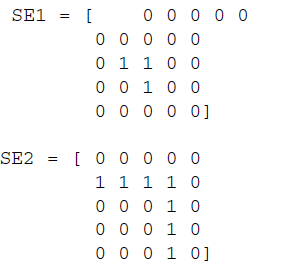 SE1 = [ 0 0 0 0 0
0 0 0 0 0
0 1 1 0 0
0 0 1 0 0
0 0 0 0 0]
SE2 = [ 0 0 0 0 0
1 1 1 1 0
0 0 0 1 0
0 0 0 1 0
0 0 0 1 0]